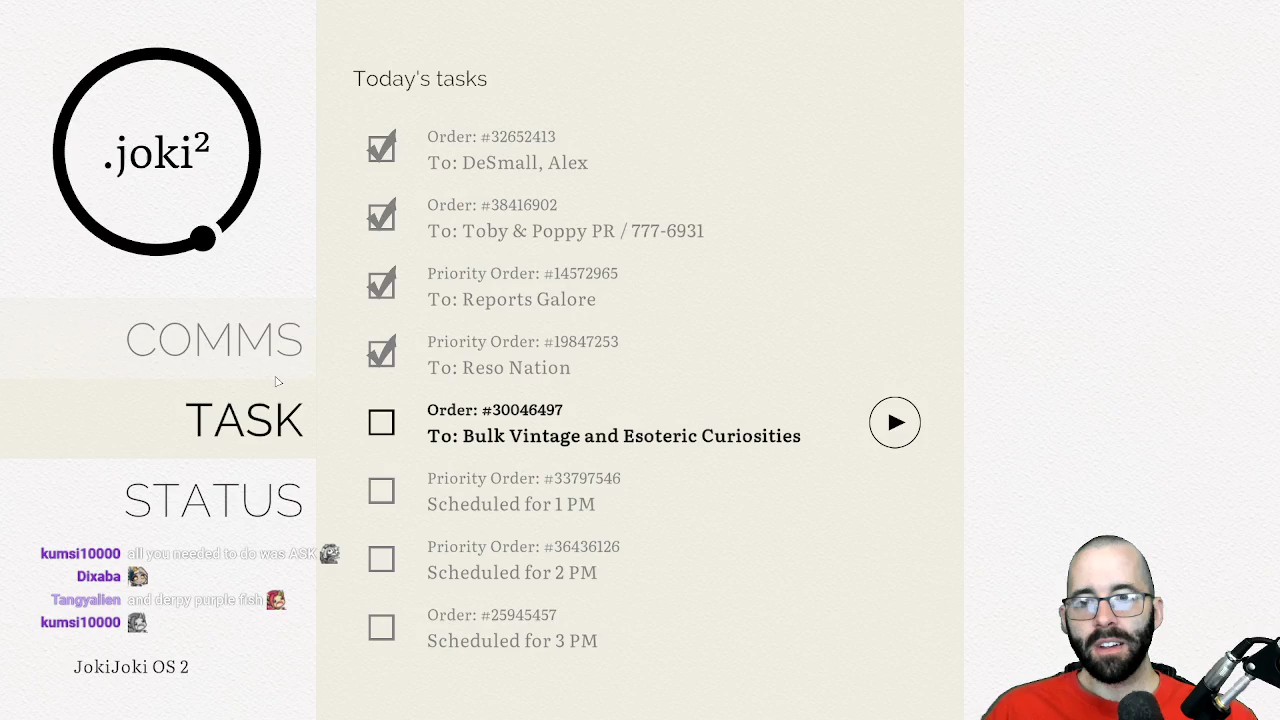 .joki²
COMMS
TASK
STATUS
kumsi10000 all you needed to do was ASK
Dixaba
Tangyalien and derpy purple fish
kumsi10000
JokiJoki OS 2
Today's tasks
Order: #32652413
To: DeSmall, Alex
Order: #38416902
To: Toby & Poppy PR / 777-6931
Priority Order: #14572965
To: Reports Galore
Priority Order: #19847253
To: Reso Nation
Order: #30046497
To: Bulk Vintage and Esoteric Curiosities
Priority Order: #33797546
Scheduled for 1 PM
Priority Order: #36436126
Scheduled for 2 PM
Order: #25945457
Scheduled for 3 PM